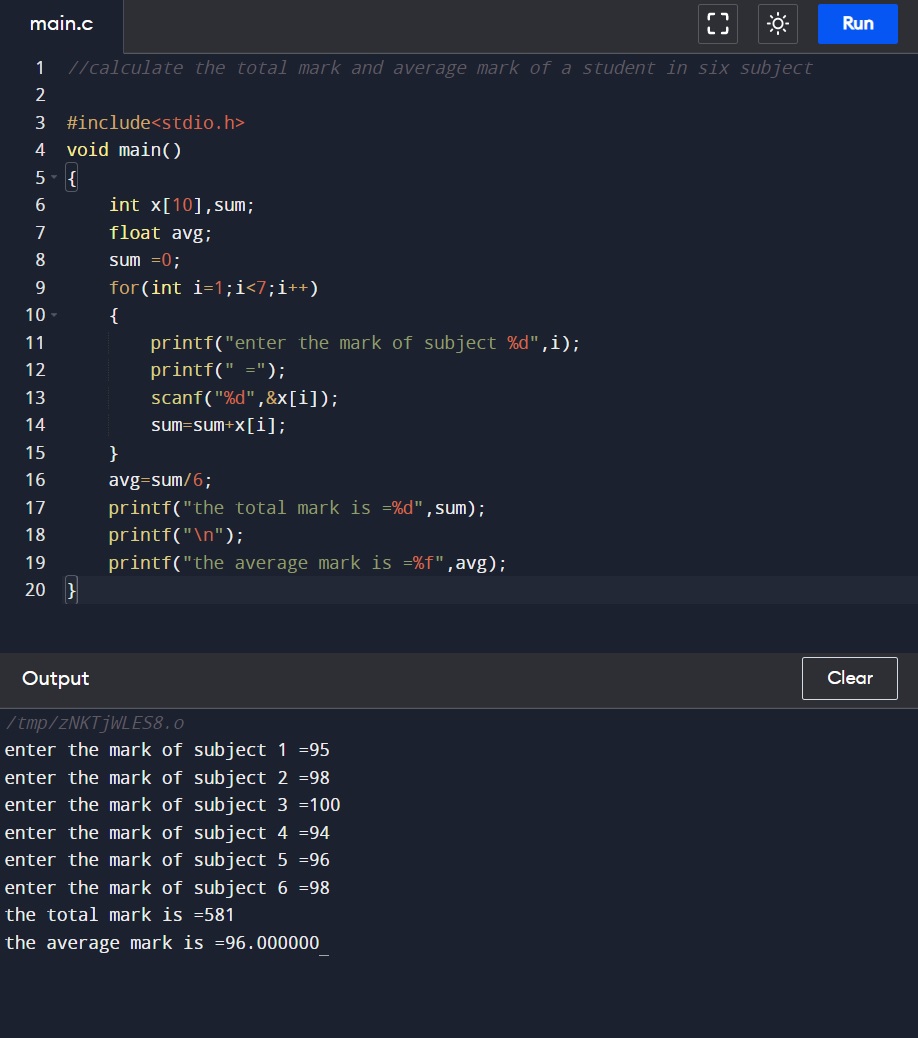 main.c
Run
1 //calculate the total mark and average mark of a student in six subject
2
3 #include<stdio.h>
4 void main()
5 {
6     int x[10],sum;
7     float avg;
8     sum =0;
9     for(int i=1;i<7;i++)
10     {
11         printf("enter the mark of subject %d",i);
12         printf(" =");
13         scanf("%d",&x[i]);
14         sum=sum+x[i];
15     }
16     avg=sum/6;
17     printf("the total mark is =%d",sum);
18     printf("\n");
19     printf("the average mark is =%f",avg);
20 }
Output
Clear
/tmp/zNKTjWLES8.o
enter the mark of subject 1 =95
enter the mark of subject 2 =98
enter the mark of subject 3 =100
enter the mark of subject 4 =94
enter the mark of subject 5 =96
enter the mark of subject 6 =98
the total mark is =581
the average mark is =96.000000_